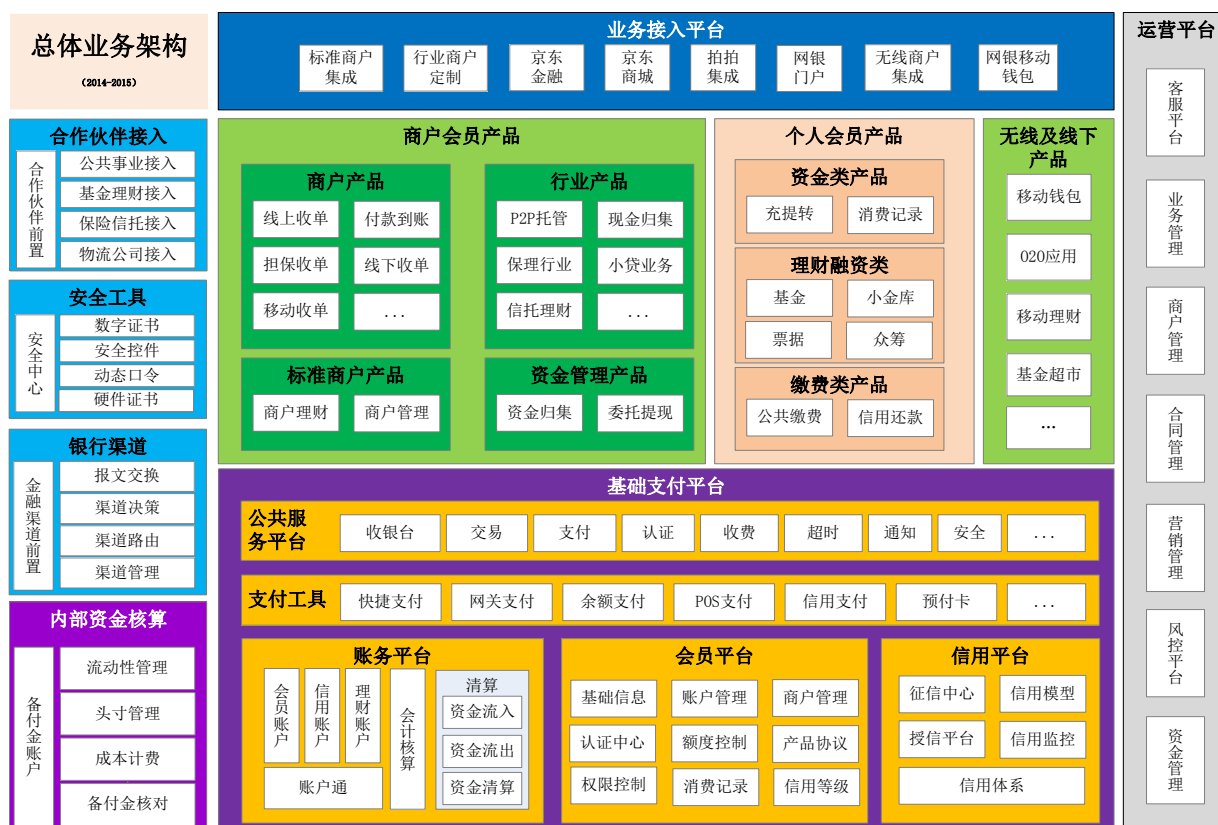 总体业务架构
(2014-2015)
业务接入平台
标准商户
集成
行业商户
定制
京东
金融
京东
商城
拍拍
集成
网银
门户
无线商户
集成
网银移动
钱包
运营平台
客服平台
业务管理
商户管理
合同管理
营销管理
风控平台
资金管理
合作伙伴接入
合作伙伴前置
公共事业接入
基金理财接入
保险信托接入
物流公司接入
安全工具
安全中心
数字证书
安全控件
动态口令
硬件证书
银行渠道
金融渠道前置
报文交换
渠道决策
渠道路由
渠道管理
内部资金核算
备付金账户
流动性管理
头寸管理
成本计费
备付金核对
商户会员产品
商户产品
线上收单
付款到账
担保收单
线下收单
移动收单
...
行业产品
P2P托管
现金归集
保理行业
小贷业务
信托理财
...
标准商户产品
商户理财
商户管理
资金管理产品
资金归集
委托提现
个人会员产品
资金类产品
充提转
消费记录
理财融资类
基金
小金库
票据
众筹
缴费类产品
公共缴费
信用还款
无线及线下
产品
移动钱包
O2O应用
移动理财
基金超市
...
基础支付平台
公共服
务平台
收银台
交易
支付
认证
收费
超时
通知
安全
...
支付工具
快捷支付
网关支付
余额支付
POS支付
信用支付
预付卡
...
账务平台
会员账户
信用账户
理财账户
账户通
会计核算
清算
资金流入
资金流出
资金清算
会员平台
基础信息
账户管理
商户管理
认证中心
额度控制
产品协议
权限控制
消费记录
信用等级
信用平台
征信中心
信用模型
授信平台
信用监控
信用体系